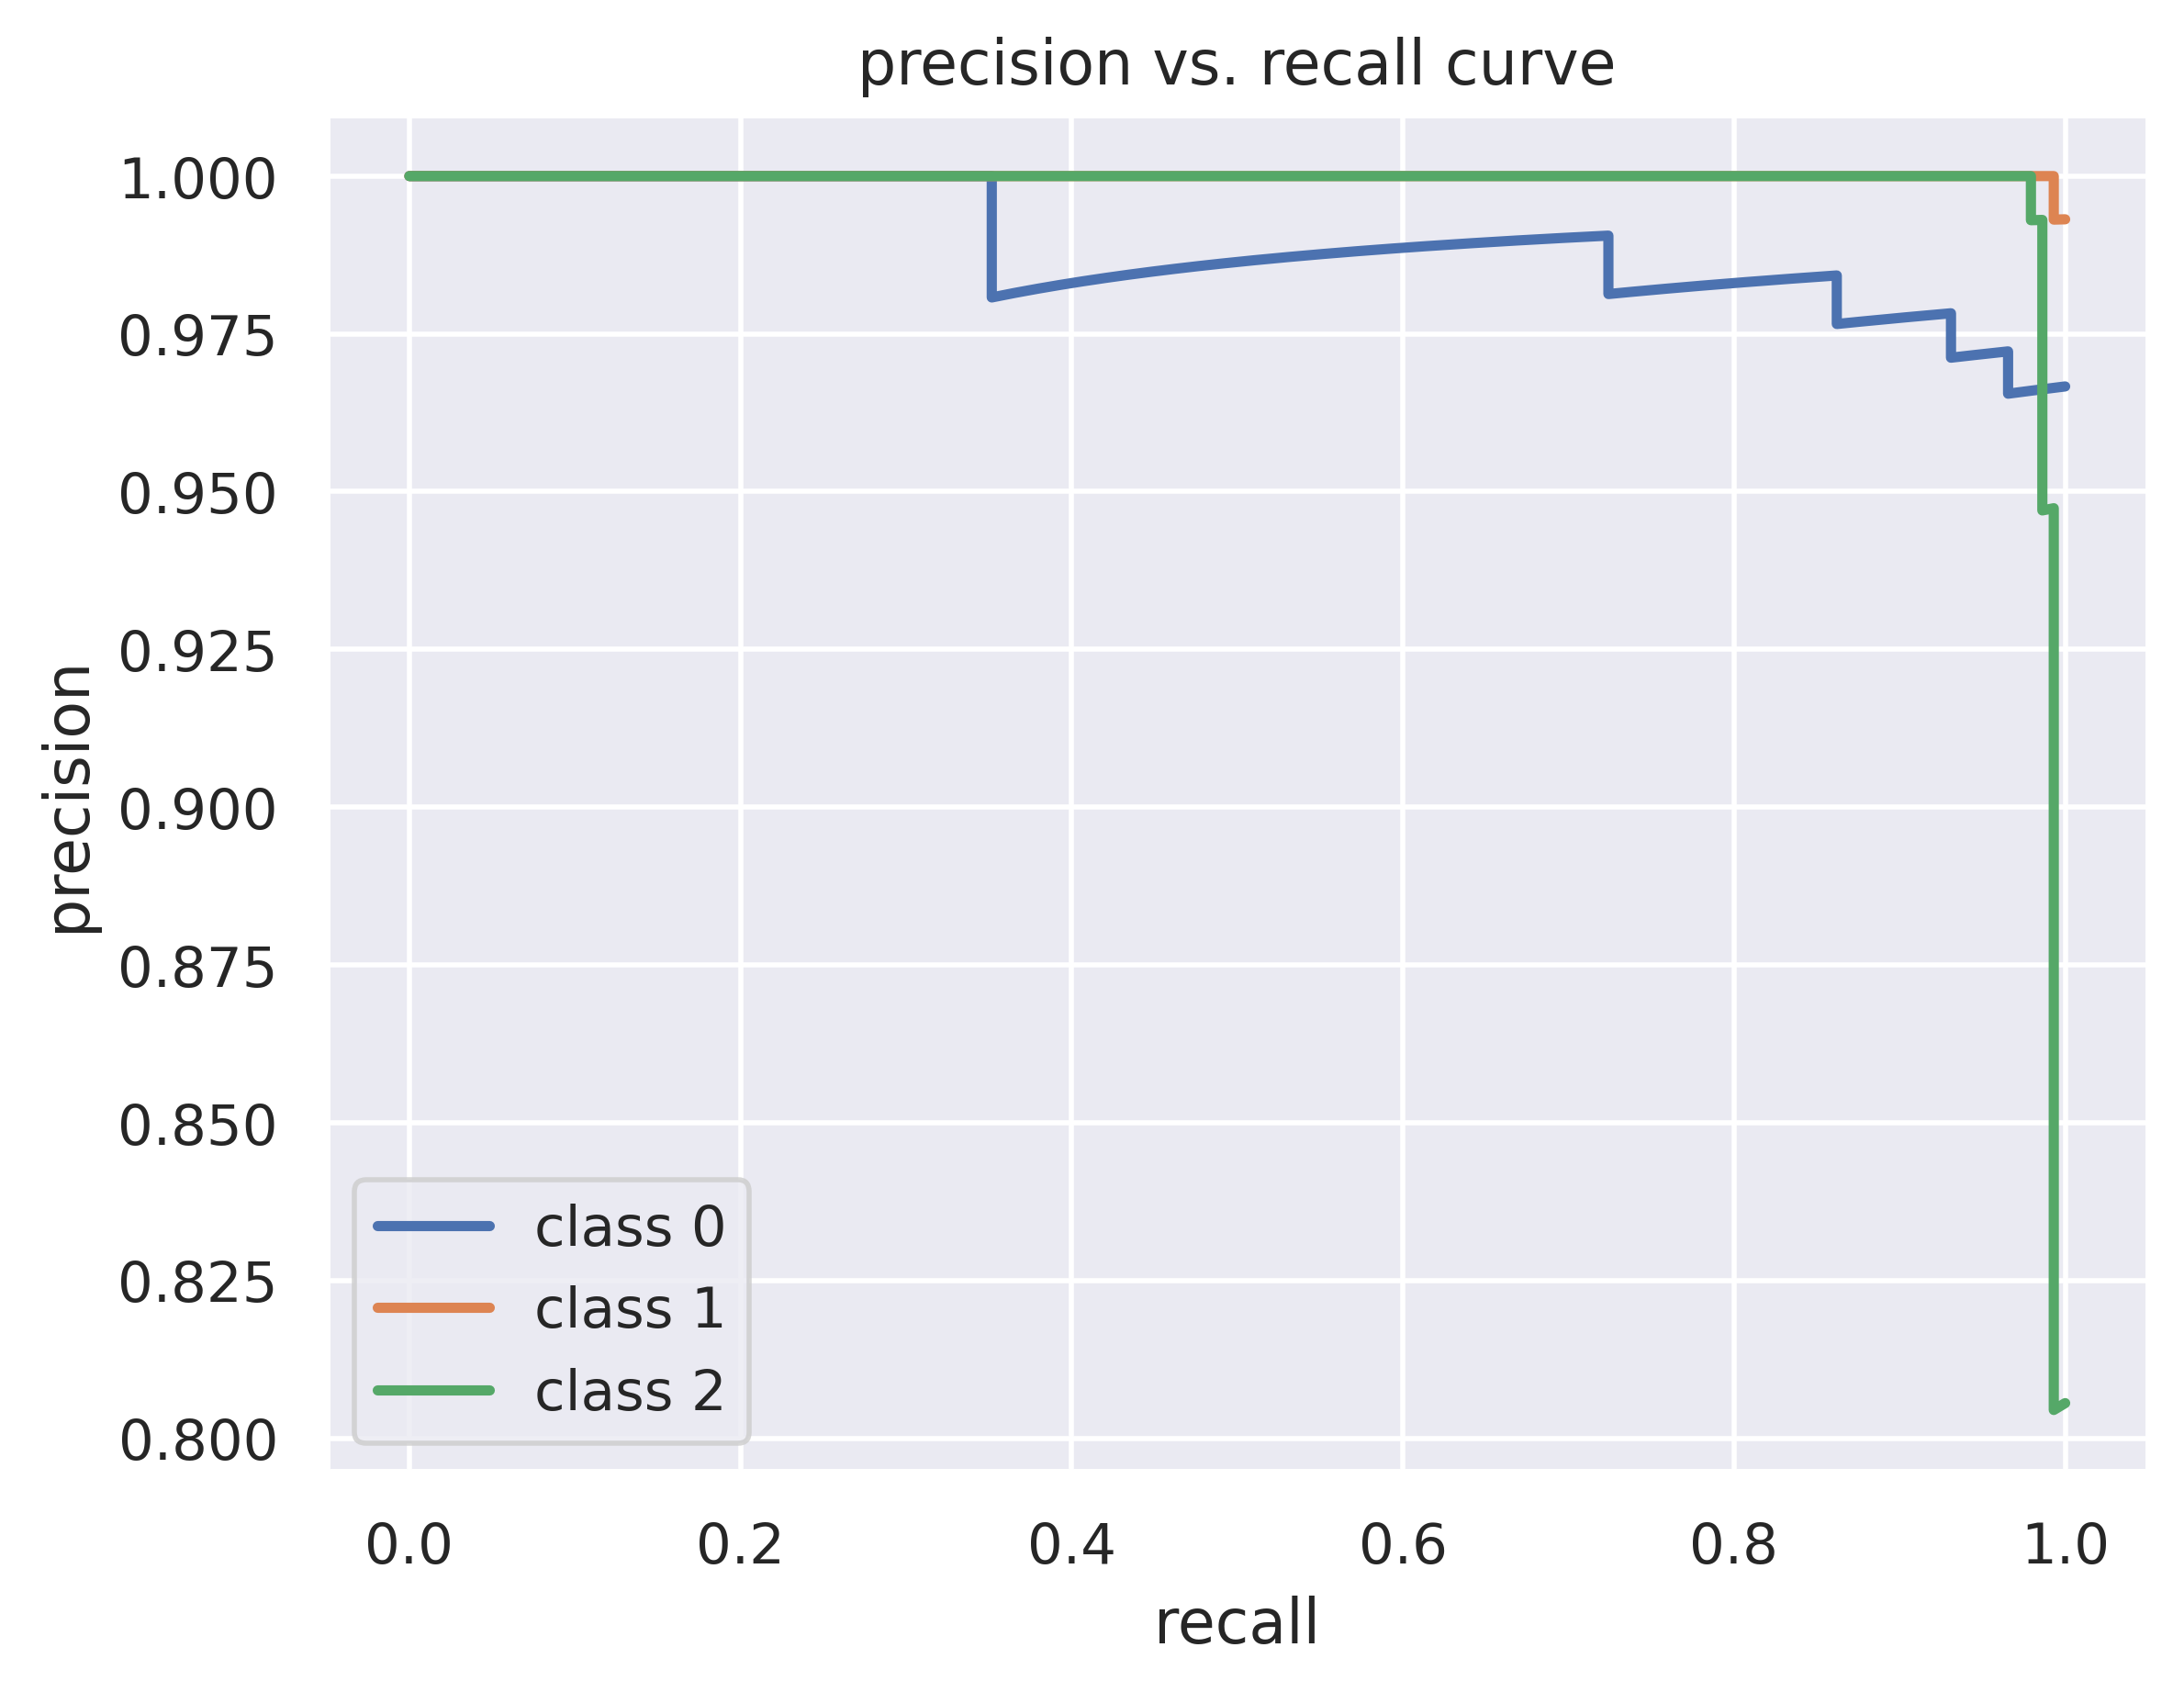 precision vs. recall curve
precision
1.000
0.975
0.950
0.925
0.900
0.875
0.850
0.825
0.800
class 0
class 1
class 2
0.0 0.2 0.4 0.6 0.8 1.0
recall